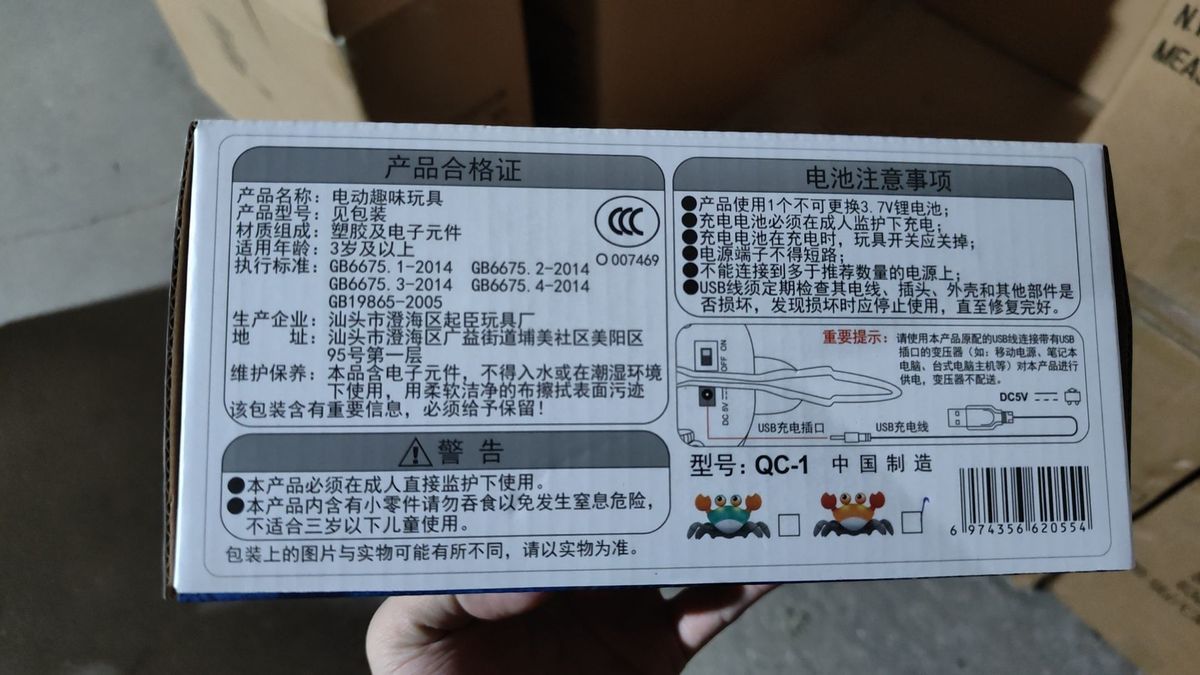 产品合格证
产品名称：电动趣味玩具
产品型号：见包装
材质组成：塑胶及电子元件
适用年龄：3岁及以上
执行标准：GB6675.1-2014 GB6675.2-2014
GB6675.3-2014 GB6675.4-2014
GB19865-2005
生产企业：汕头市澄海区起臣玩具厂
地 址：汕头市澄海区广益街道埔美社区美阳区
95号第一层
维护保养：本品含电子元件，不得入水或在潮湿环境
下使用，用柔软洁净的布擦拭表面污迹
该包装含有重要信息，必须给予保留！
CCC
007469
警告
●本产品必须在成人直接监护下使用。
●本产品内含有小零件请勿吞食以免发生窒息危险，
不适合三岁以下儿童使用。
包装上的图片与实物可能有所不同，请以实物为准。
电池注意事项
●产品使用1个不可更换3.7V锂电池；
●充电电池必须在成人监护下充电；
●充电电池在充电时，玩具开关应关掉；
●电源端子不得短路；
●不能连接到多于推荐数量的电源上；
●USB线须定期检查其电线、插头、外壳和其他部件是
否损坏，发现损坏时应停止使用，直至修复完好。
重要提示：请使用本产品原配的USB线连接带有USB
插口的变压器（如：移动电源、笔记本
电脑、台式电脑主机等）对本产品进行
供电，变压器不配送。
OFF ON
DC 5V
DC5V
USB充电插口
USB充电线
型号：QC-1 中国制造
6 974356 620554
N.
MEA